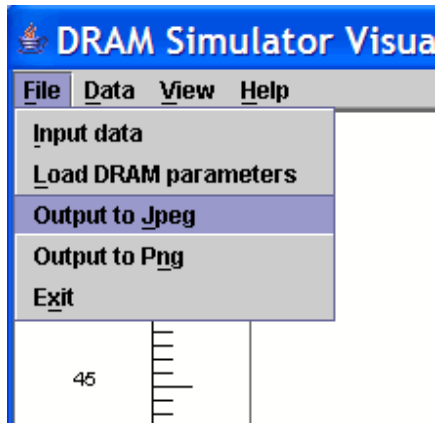 DRAM Simulator Visua
File Data View Help
Input data
Load DRAM parameters
Output to Jpeg
Output to Png
Exit
45